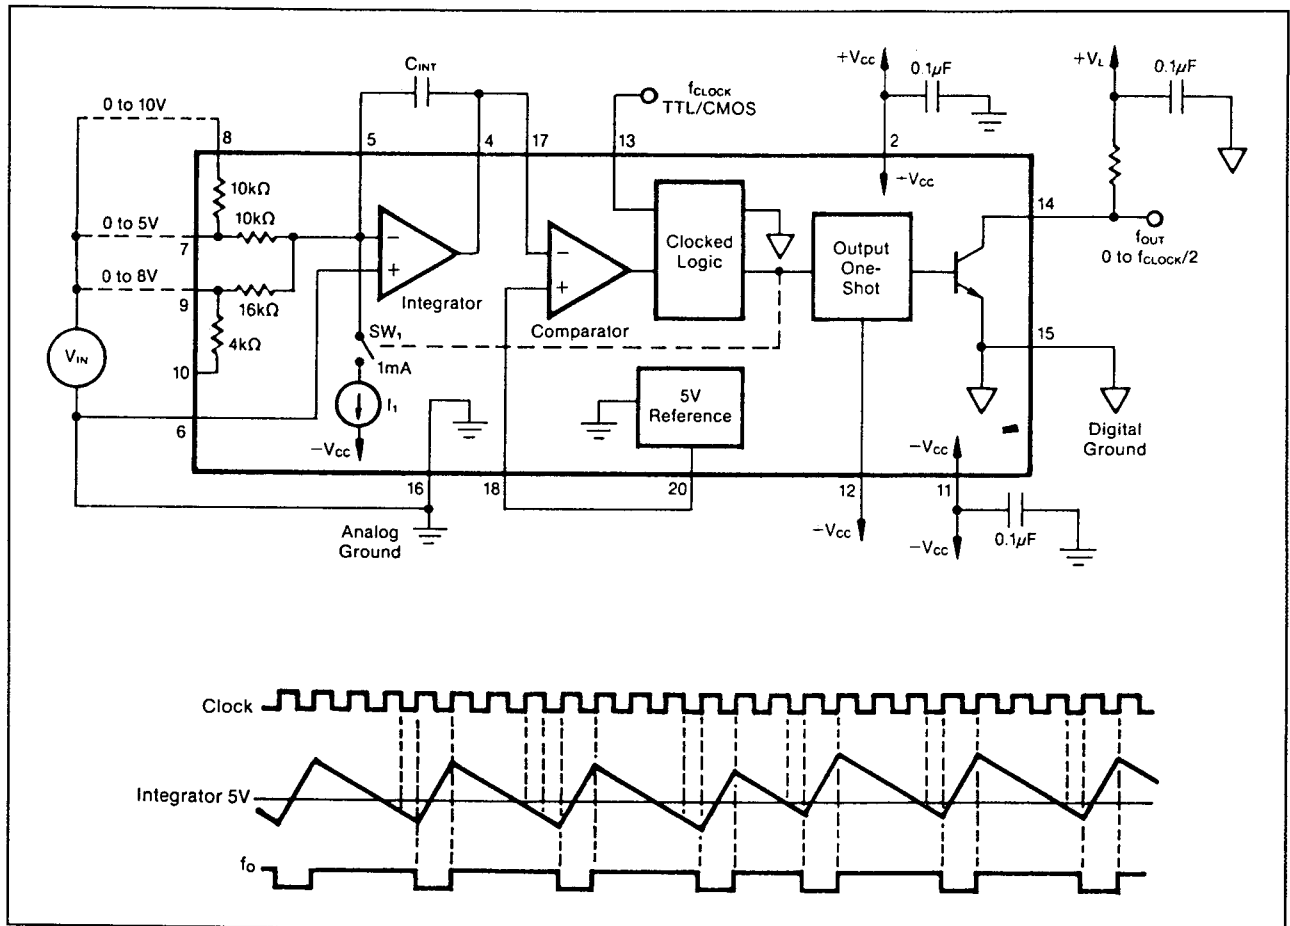 CINT
+VCC
0.1μF
+VL
0.1μF
0 to 10V
fCLOCK
TTL/CMOS
8
5
4
17
13
2
+VCC
10kΩ
10kΩ
14
0 to 5V
7
−
+
Integrator
−
+
Comparator
Clocked
Logic
Output
One-
Shot
fOUT
0 to fCLOCK/2
0 to 8V
9
16kΩ
4kΩ
10
SW1
1mA
VIN
15
I1
5V
Reference
6
−VCC
−VCC
Digital
Ground
16
18
20
12
11
Analog
Ground
−VCC
−VCC
0.1μF
Clock
Integrator 5V
fO